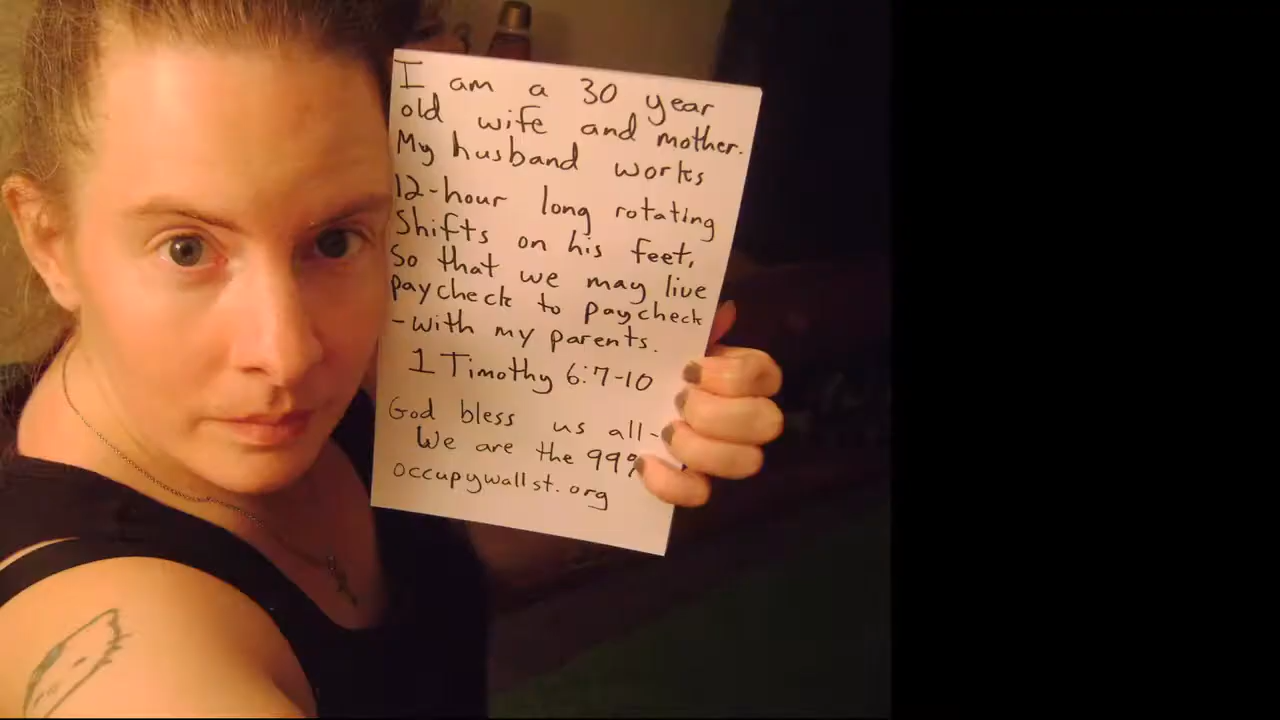 I am a 30 year
old wife and mother.
My husband works
12-hour long rotating
Shifts on his feet,
So that we may live
paycheck to paycheck
-with my parents.
1 Timothy 6:7-10
God bless us all-
We are the 99%
occupywallst.org